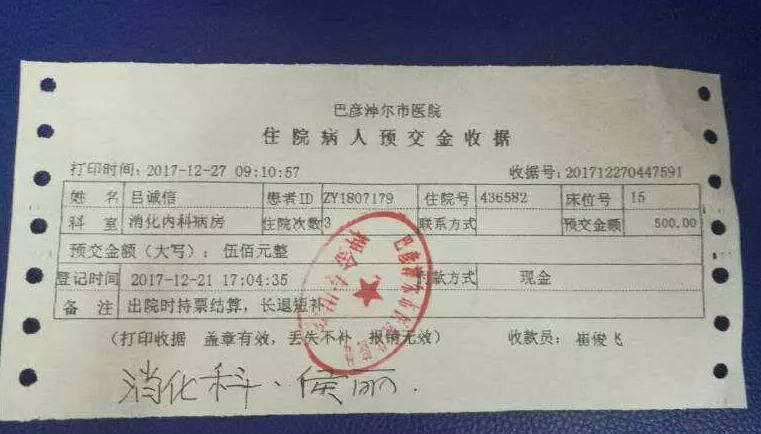 巴彦淖尔市医院
住院病人预交金收据
打印时间: 2017-12-27 09:10:57 收据号: 201712270447591
姓 名 吕诚信 患者ID ZY1807179 住院号 436582 床位号 15
科 室 消化内科病房 住院次数 3 联系方式 预交金额 500.00
预交金额（大写）: 伍佰元整
登记时间 2017-12-21 17:04:35 付款方式 现金
备 注 出院时持票结算，长退短补
（打印收据 盖章有效，丢失不补 报销无效） 收款员: 崔俊飞
消化科·侯丽.